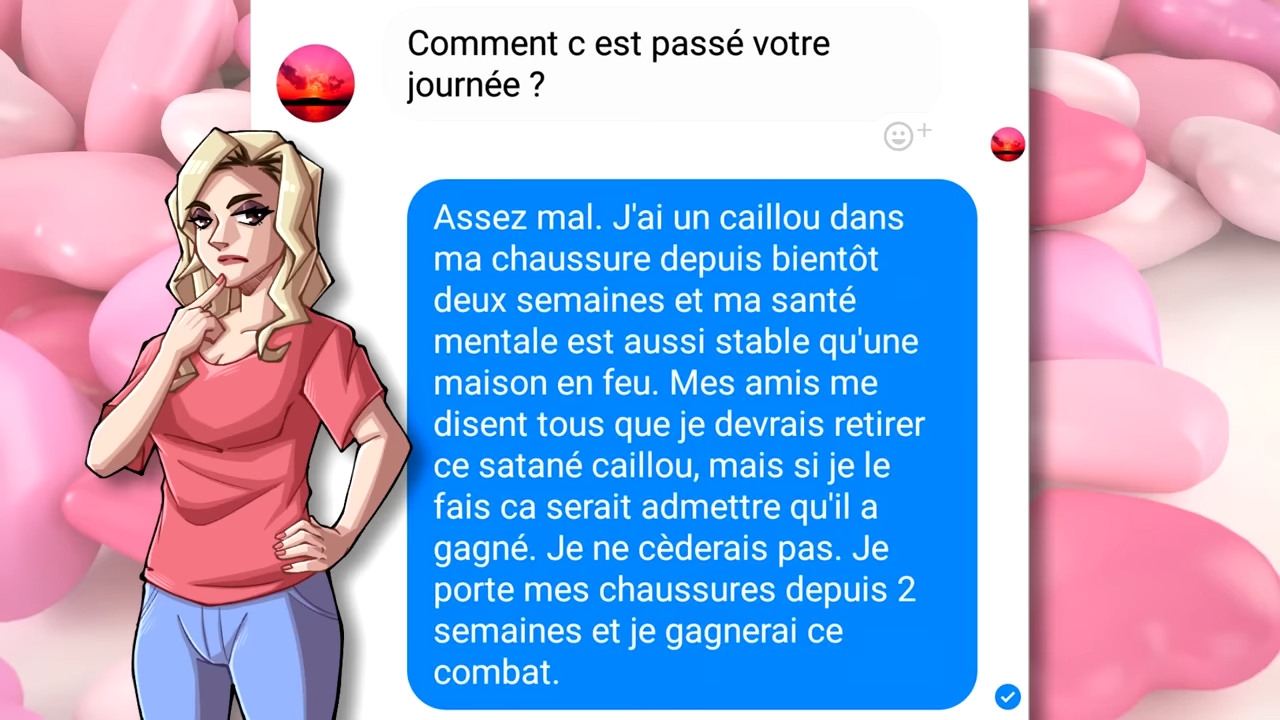 Comment c est passé votre
journée ?
Assez mal. J'ai un caillou dans
ma chaussure depuis bientôt
deux semaines et ma santé
mentale est aussi stable qu'une
maison en feu. Mes amis me
disent tous que je devrais retirer
ce satané caillou, mais si je le
fais ca serait admettre qu'il a
gagné. Je ne cèderais pas. Je
porte mes chaussures depuis 2
semaines et je gagnerai ce
combat.